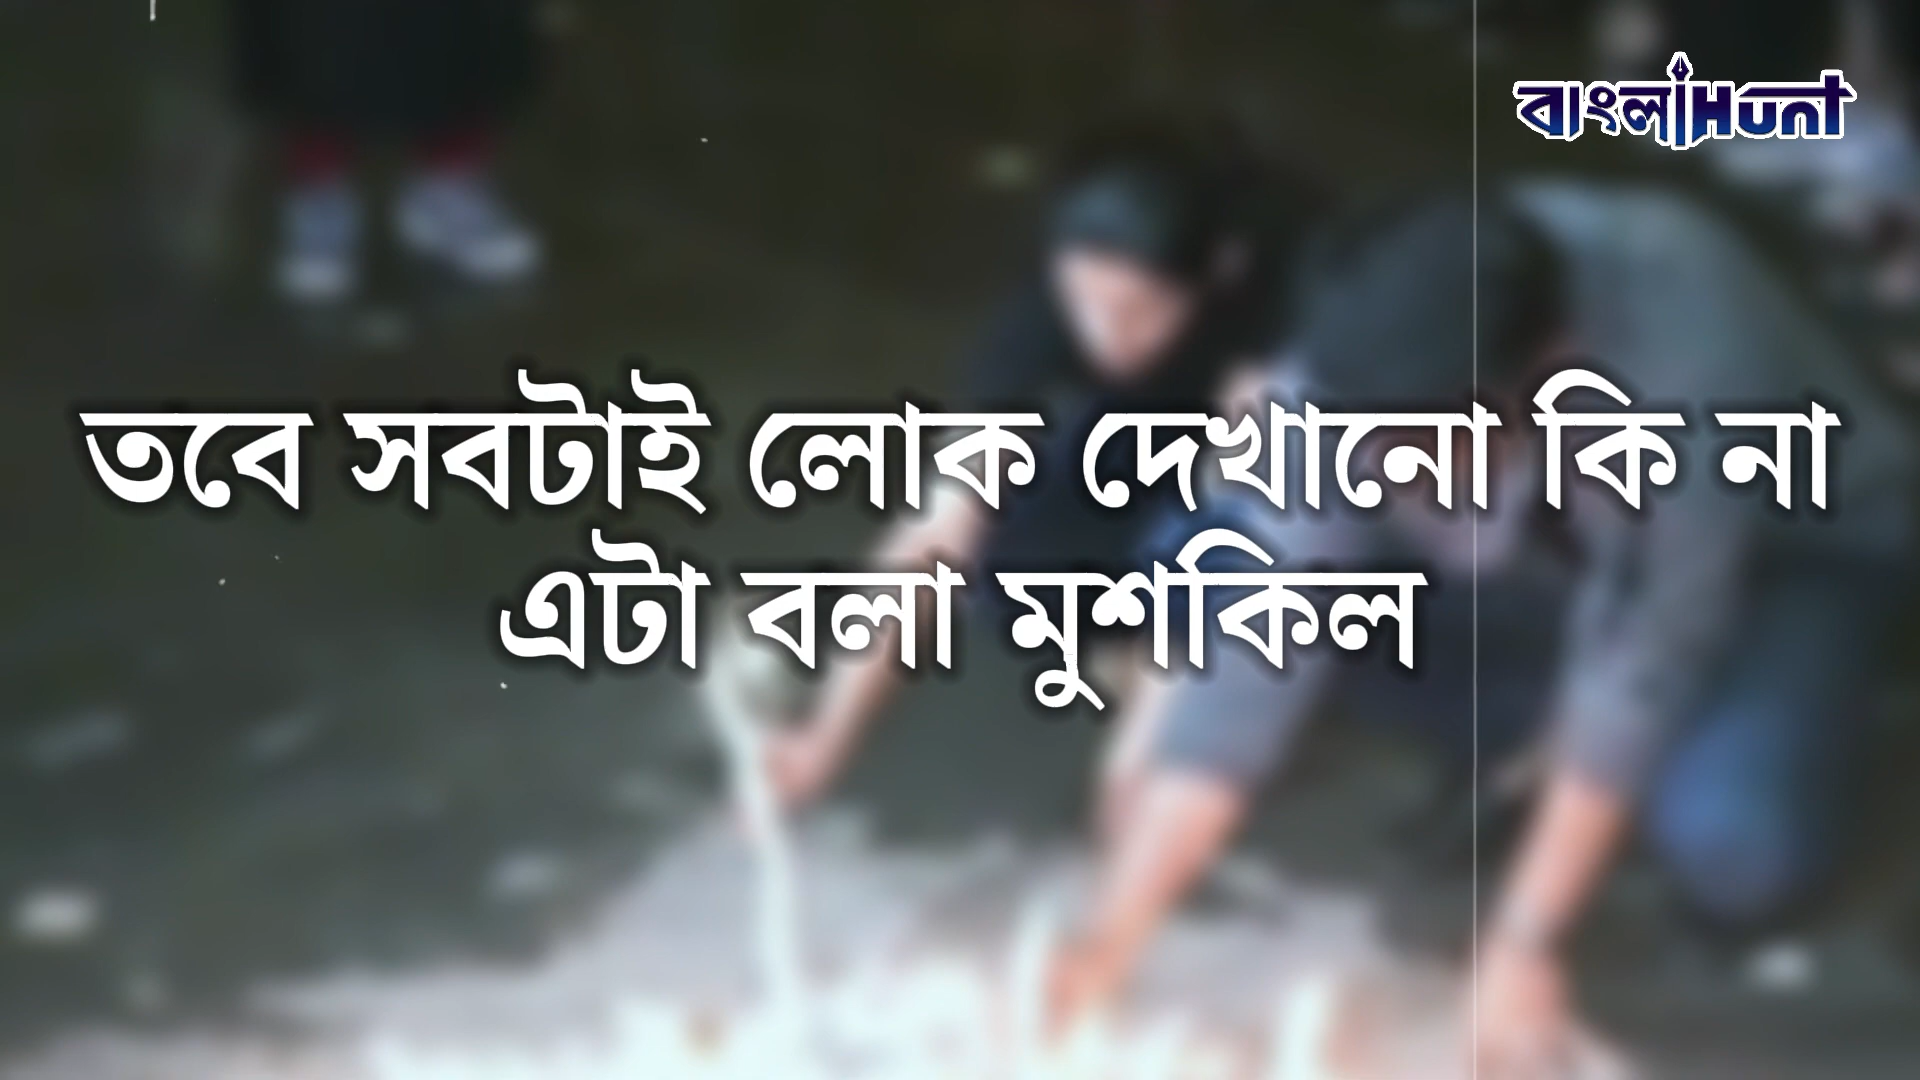 বাংলাHunt
তবে সবটাই লোক দেখানো কি না
এটা বলা মুশকিল